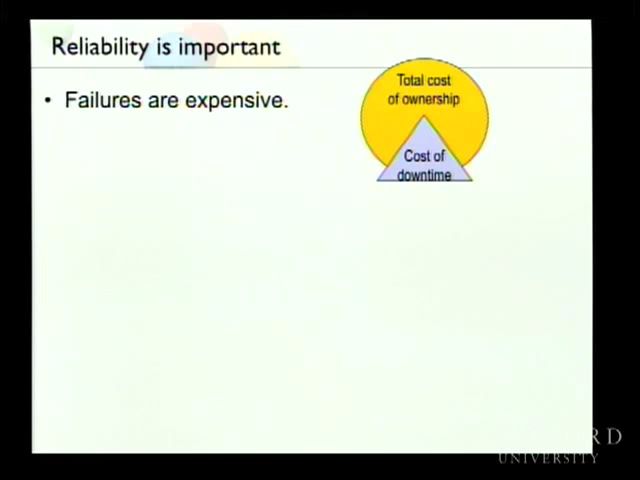 Reliability is important
• Failures are expensive.
Total cost
of ownership
Cost of
downtime
UNIVERSITY